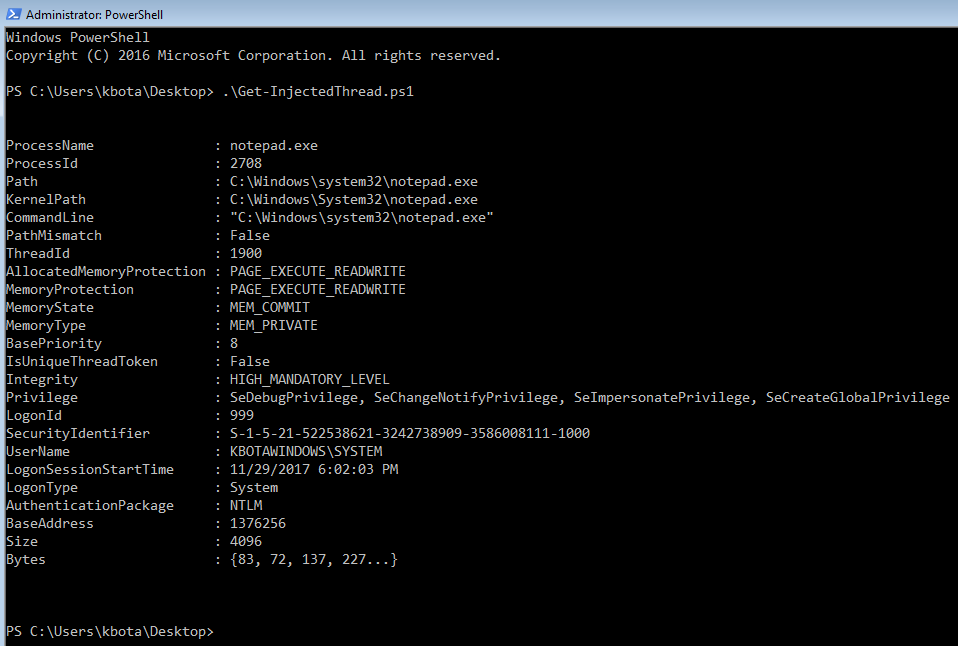 Administrator: PowerShell
Windows PowerShell
Copyright (C) 2016 Microsoft Corporation. All rights reserved.
PS C:\Users\kbota\Desktop> .\Get-InjectedThread.ps1
ProcessName : notepad.exe
ProcessId : 2708
Path : C:\Windows\system32\notepad.exe
KernelPath : C:\Windows\System32\notepad.exe
CommandLine : "C:\Windows\system32\notepad.exe"
PathMismatch : False
ThreadId : 1900
AllocatedMemoryProtection : PAGE_EXECUTE_READWRITE
MemoryProtection : PAGE_EXECUTE_READWRITE
MemoryState : MEM_COMMIT
MemoryType : MEM_PRIVATE
BasePriority : 8
IsUniqueThreadToken : False
Integrity : HIGH_MANDATORY_LEVEL
Privilege : SeDebugPrivilege, SeChangeNotifyPrivilege, SeImpersonatePrivilege, SeCreateGlobalPrivilege
LogonId : 999
SecurityIdentifier : S-1-5-21-522538621-3242738909-3586008111-1000
UserName : KBOTAWINDOWS\SYSTEM
LogonSessionStartTime : 11/29/2017 6:02:03 PM
LogonType : System
AuthenticationPackage : NTLM
BaseAddress : 1376256
Size : 4096
Bytes : {83, 72, 137, 227...}
PS C:\Users\kbota\Desktop>